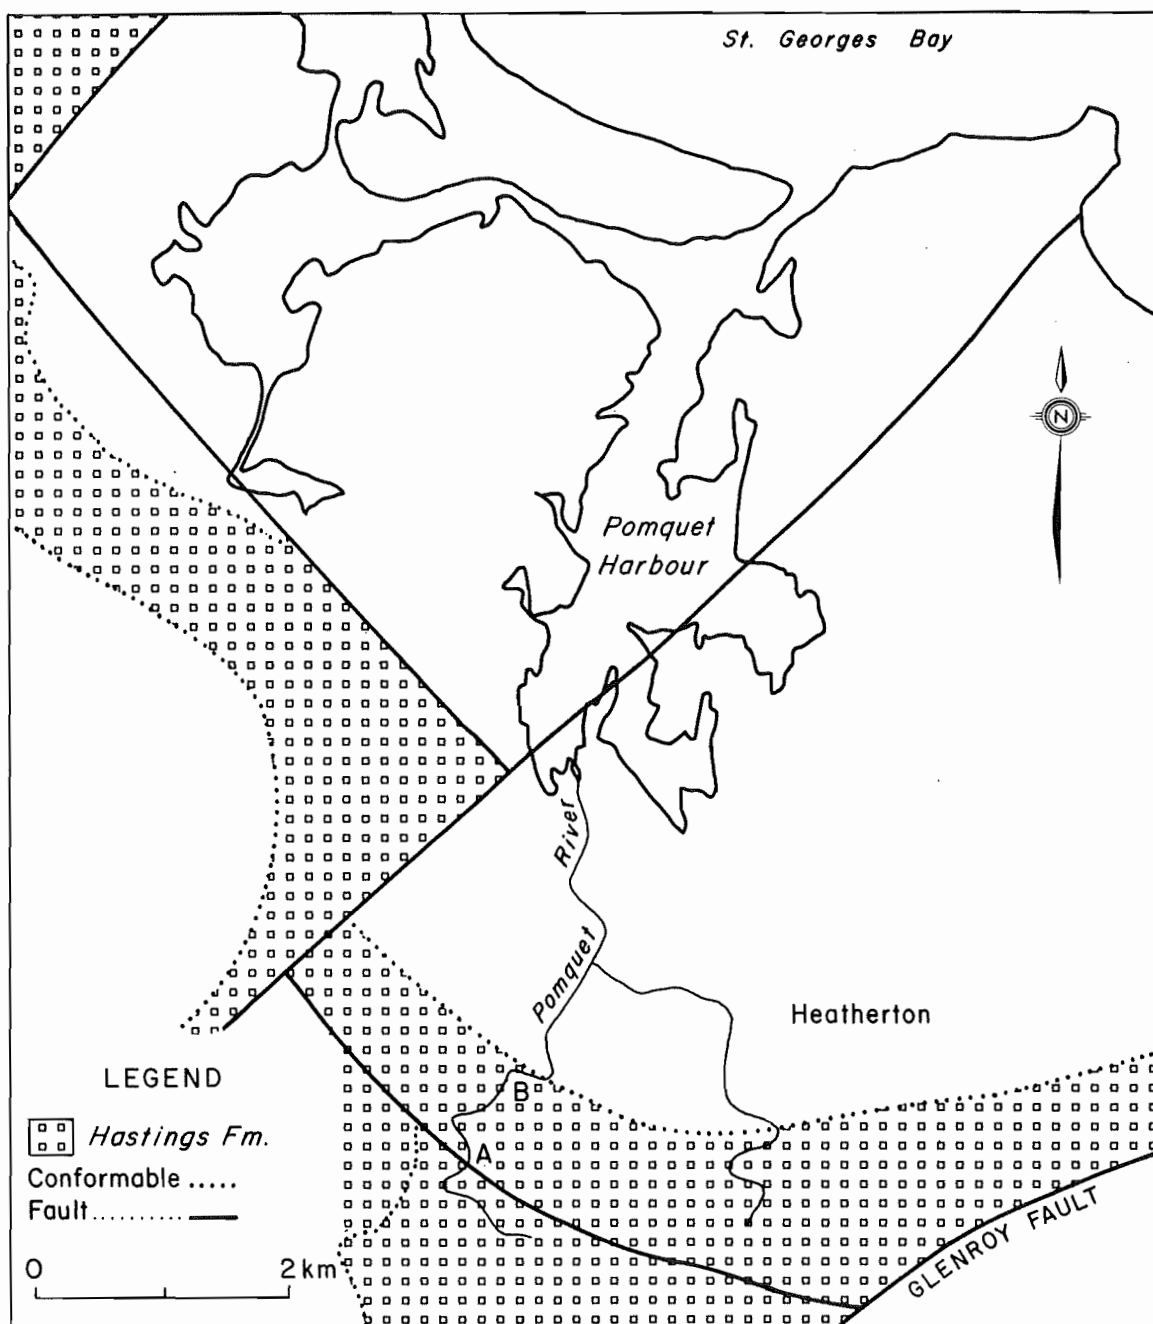 St. Georges Bay
N
Pomquet
Harbour
River
Pomquet
Heatherton
B
A
LEGEND
Hastings Fm.
Conformable .....
Fault..........
0 2 km
GLENROY FAULT